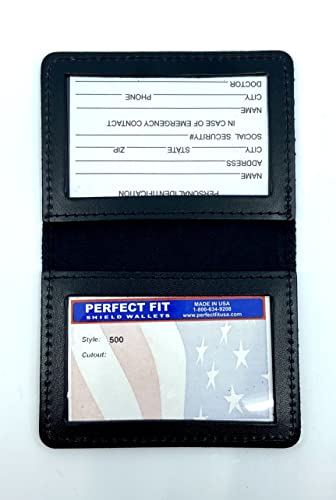 PERSONAL IDENTIFICATION
NAME
ADDRESS
CITY STATE ZIP
SOCIAL SECURITY#
IN CASE OF EMERGENCY CONTACT
NAME
CITY PHONE
DOCTOR
PERFECT FIT
SHIELD WALLETS
MADE IN USA
1-800-634-9208
www.perfectfitusa.com
Style: 500
Cutout: